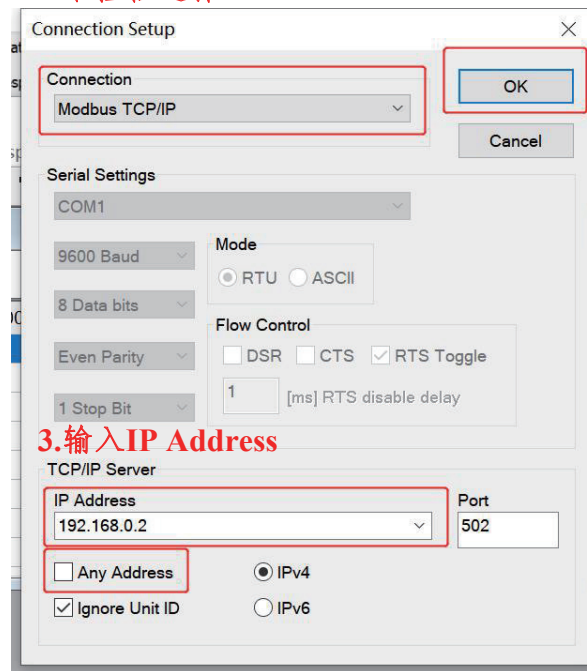 Connection Setup
Connection
Modbus TCP/IP
OK
Cancel
Serial Settings
COM1
9600 Baud
Mode
RTU
ASCII
8 Data bits
Flow Control
Even Parity
DSR
CTS
RTS Toggle
1
[ms] RTS disable delay
1 Stop Bit
3.输入IP Address
TCP/IP Server
IP Address
Port
192.168.0.2
502
Any Address
IPv4
Ignore Unit ID
IPv6